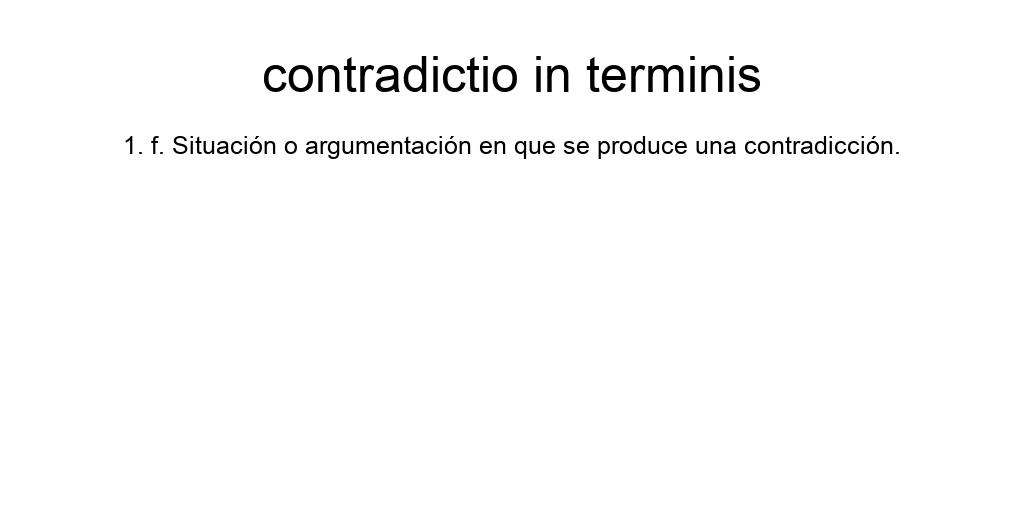 contradictio in terminis
1. f. Situación o argumentación en que se produce una contradicción.